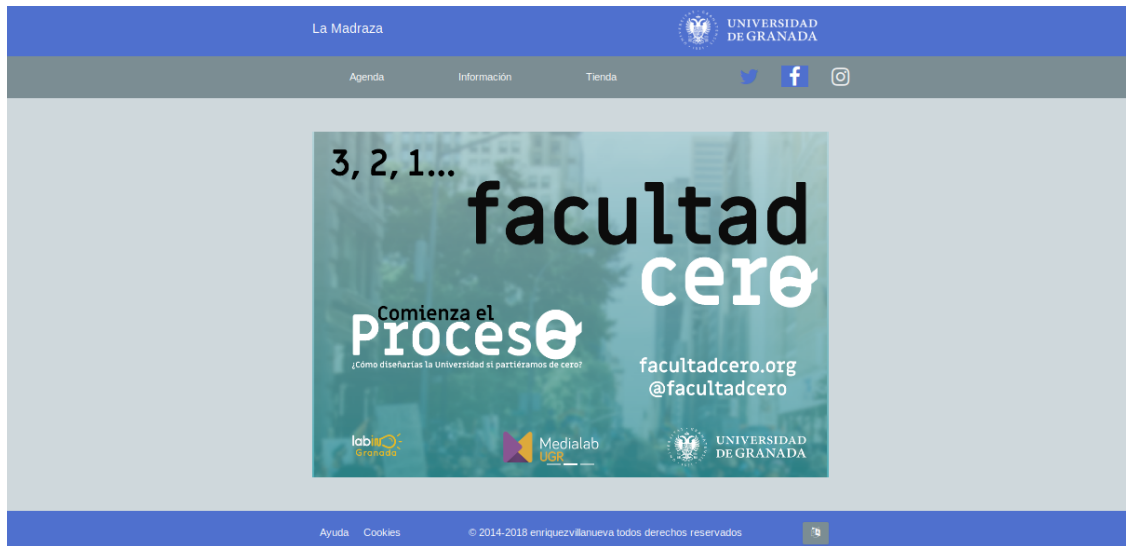 La Madraza
UNIVERSIDAD
DE GRANADA
Agenda
Información
Tienda
3, 2, 1...
facultad
cero
Comienza el
Proceso
¿Cómo diseñarías la Universidad si partiéramos de cero?
facultadcero.org
@facultadcero
labin
Granada
Medialab
UGR
UNIVERSIDAD
DE GRANADA
Ayuda
Cookies
© 2014-2018 enriquezvillanueva todos derechos reservados